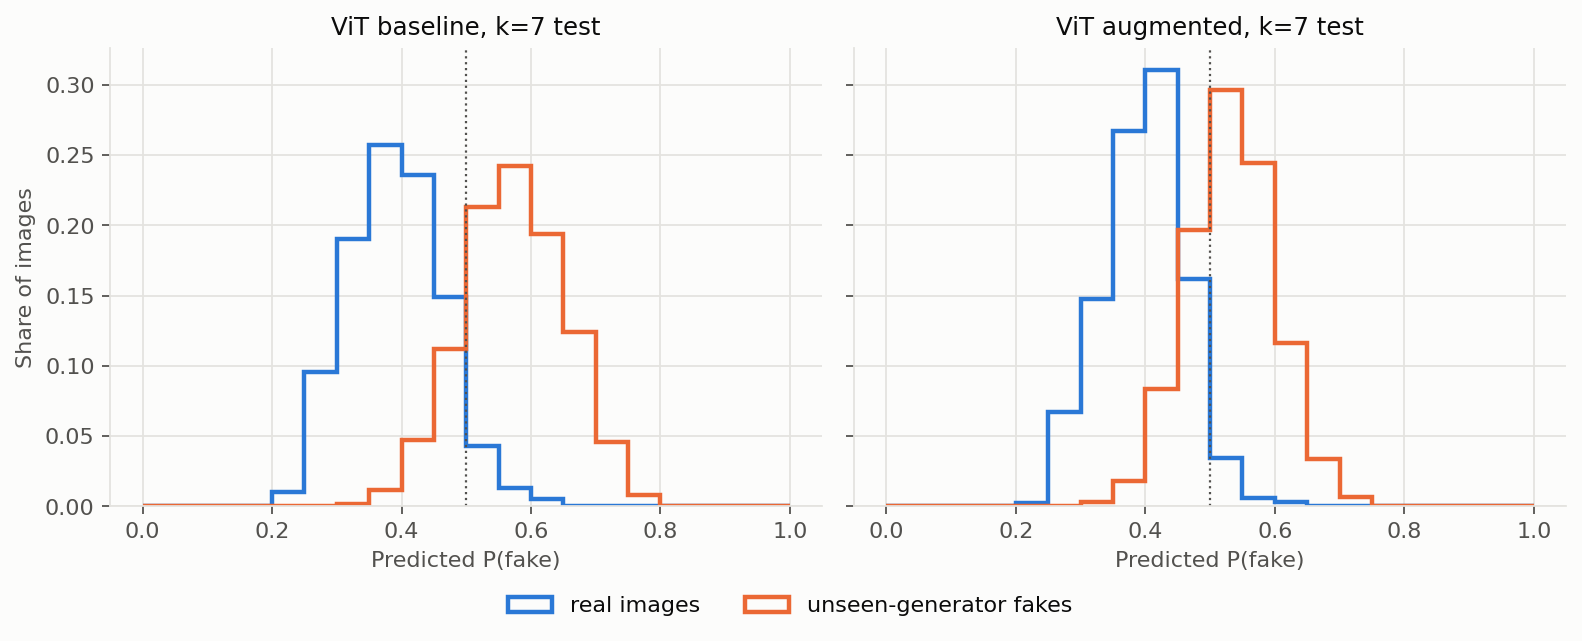 ViT baseline, k=7 test
ViT augmented, k=7 test
Share of images
0.30
0.25
0.20
0.15
0.10
0.05
0.00
0.0 0.2 0.4 0.6 0.8 1.0
0.0 0.2 0.4 0.6 0.8 1.0
Predicted P(fake)
Predicted P(fake)
real images
unseen-generator fakes